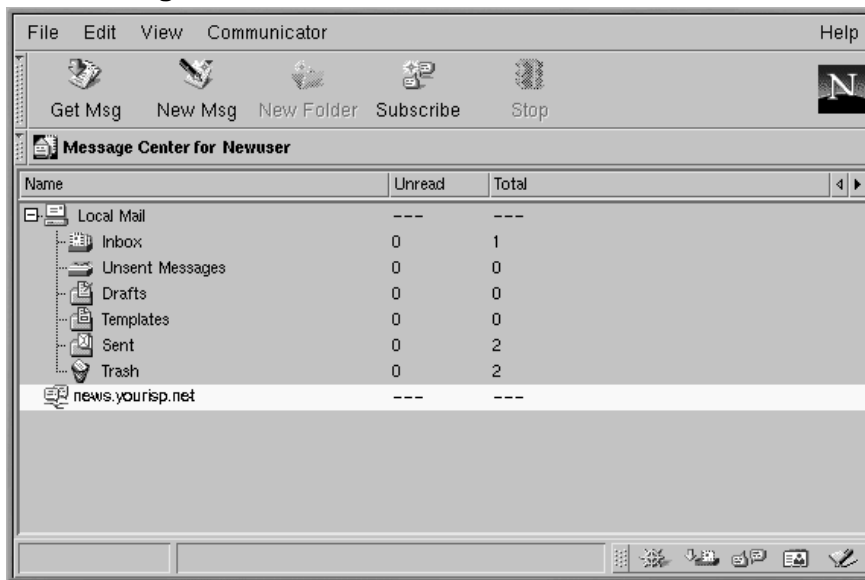 File Edit View Communicator Help
Get Msg New Msg New Folder Subscribe Stop
N
Message Center for Newuser
Name Unread Total
Local Mail --- ---
Inbox 0 1
Unsent Messages 0 0
Drafts 0 0
Templates 0 0
Sent 0 2
Trash 0 2
news.yourisp.net --- ---